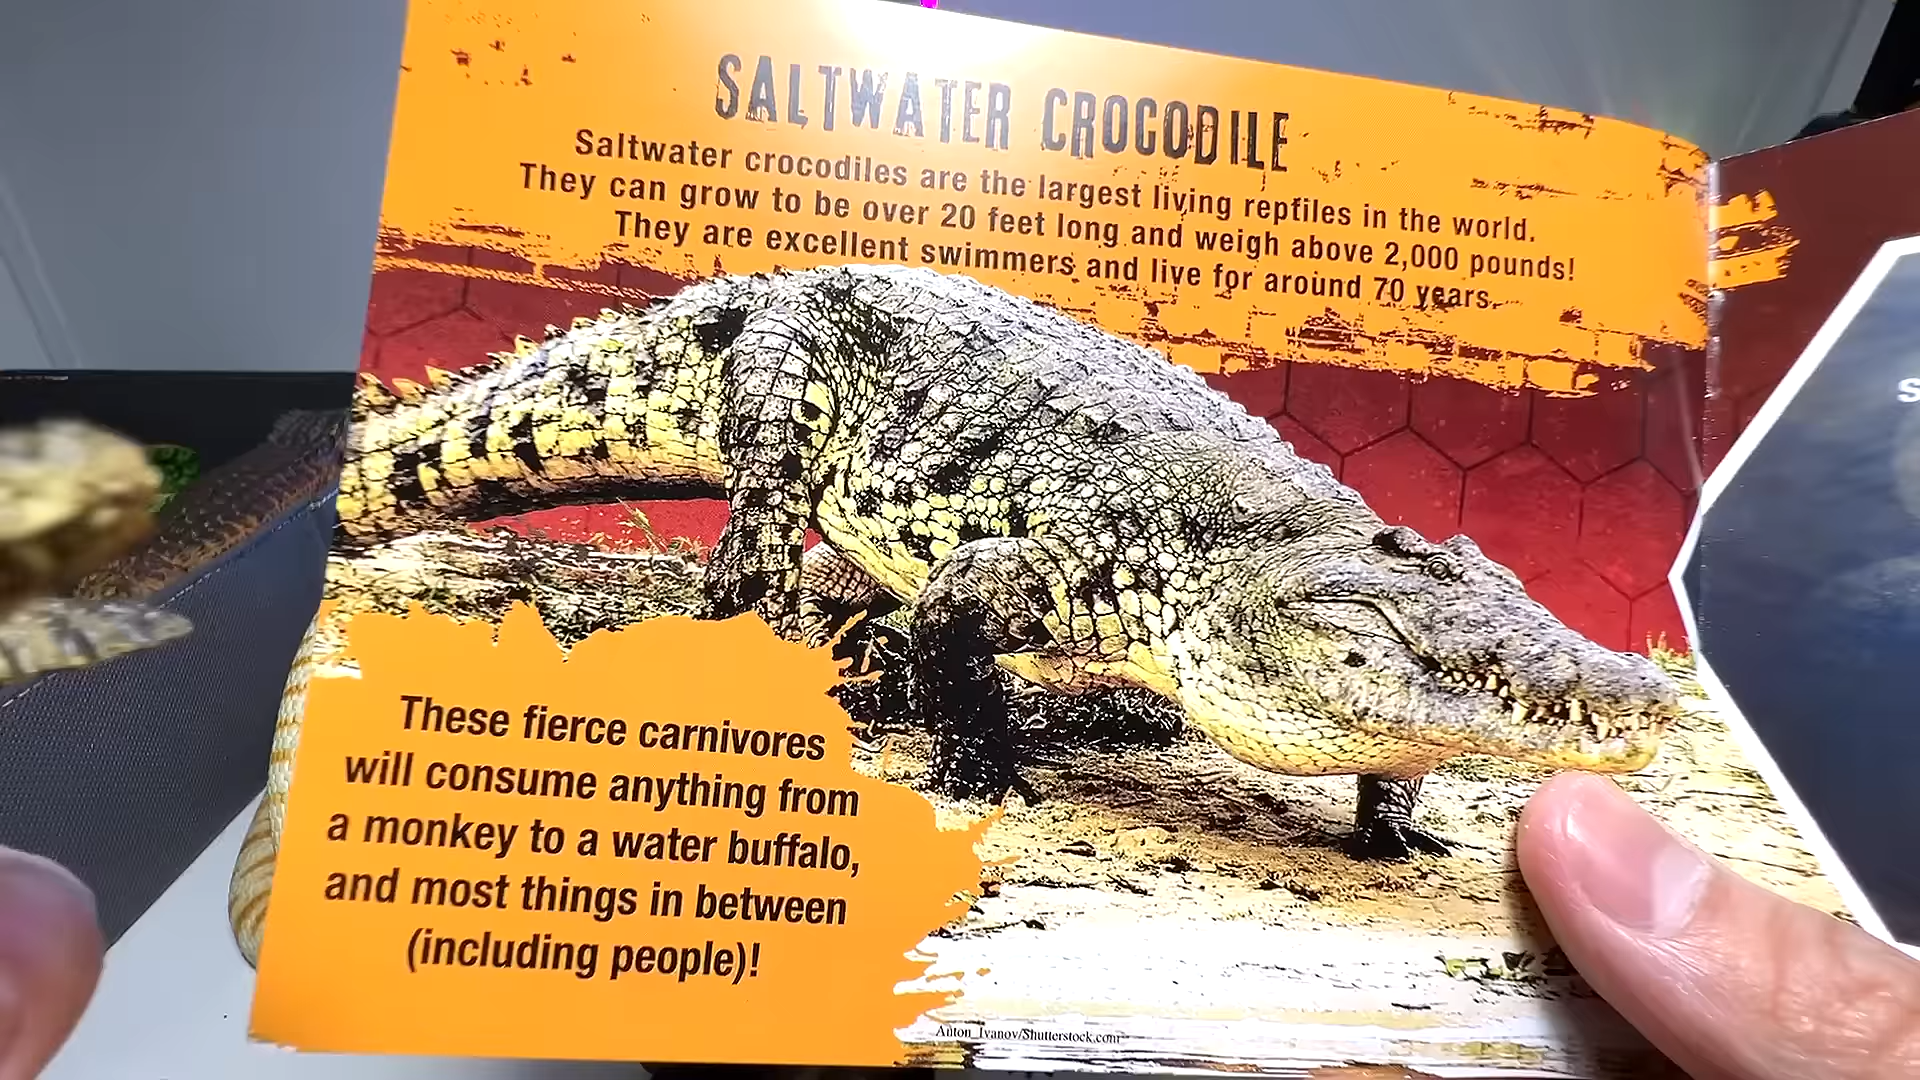 SALTWATER CROCODILE
Saltwater crocodiles are the largest living reptiles in the world.
They can grow to be over 20 feet long and weigh above 2,000 pounds!
They are excellent swimmers and live for around 70 years.
These fierce carnivores
will consume anything from
a monkey to a water buffalo,
and most things in between
(including people)!
Anton_Ivanov/Shutterstock.com